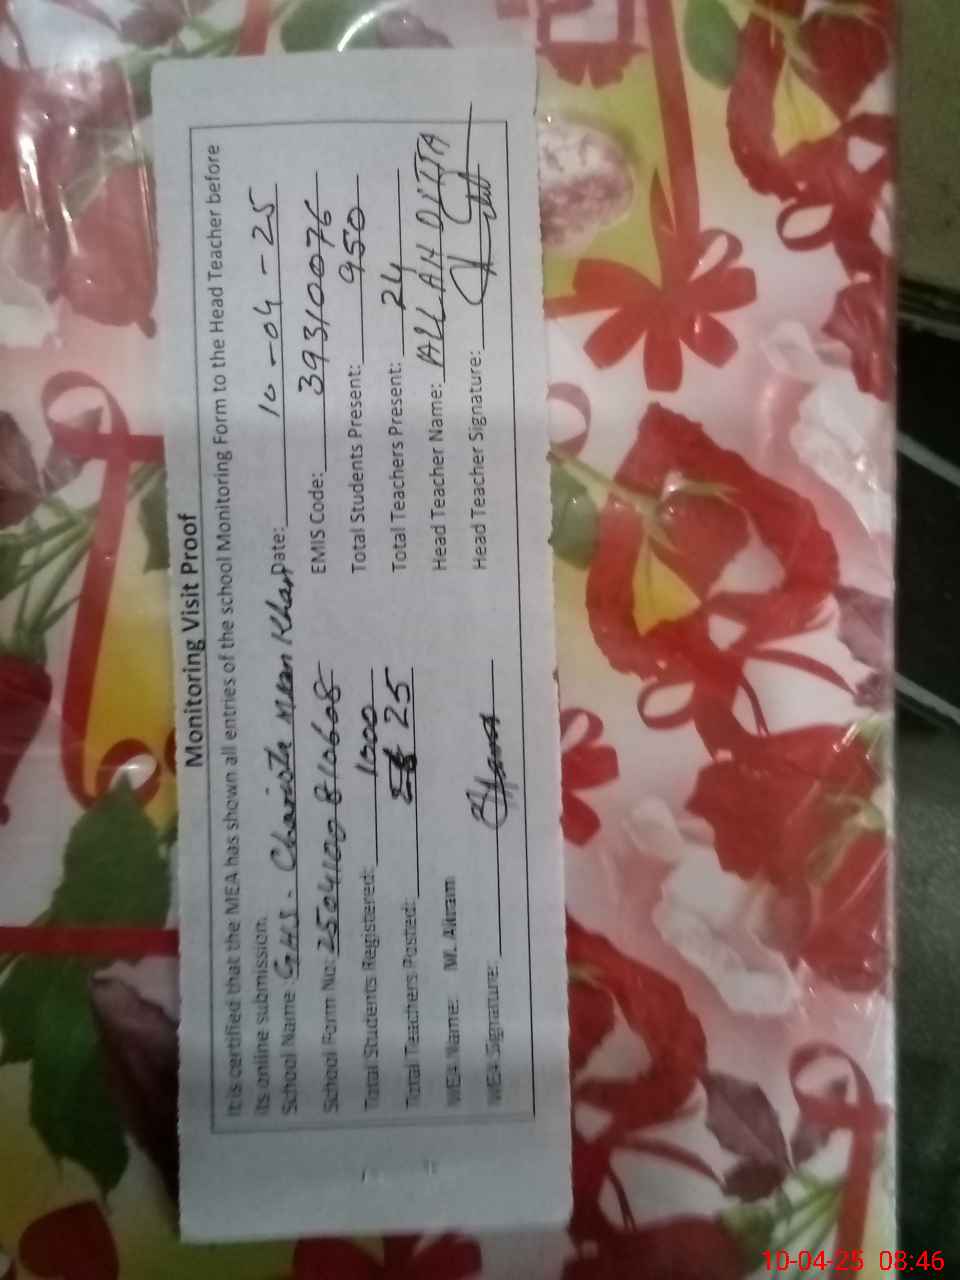 Monitoring Visit Proof
It is certified that the MEA has shown all entries of the school Monitoring Form to the Head Teacher before
its online submission.
School Name: GHS. Chariota Mian Khan Date: 10-04-25
School Form No: EMIS Code: 39310076
Total Students Registered: 1000 Total Students Present: 950
Total Teachers Posted: 25 Total Teachers Present: 24
MEA Name: M. Akram Head Teacher Name: ALLAH DITTA
MEA Signature: Head Teacher Signature:
10-04-25 08:46